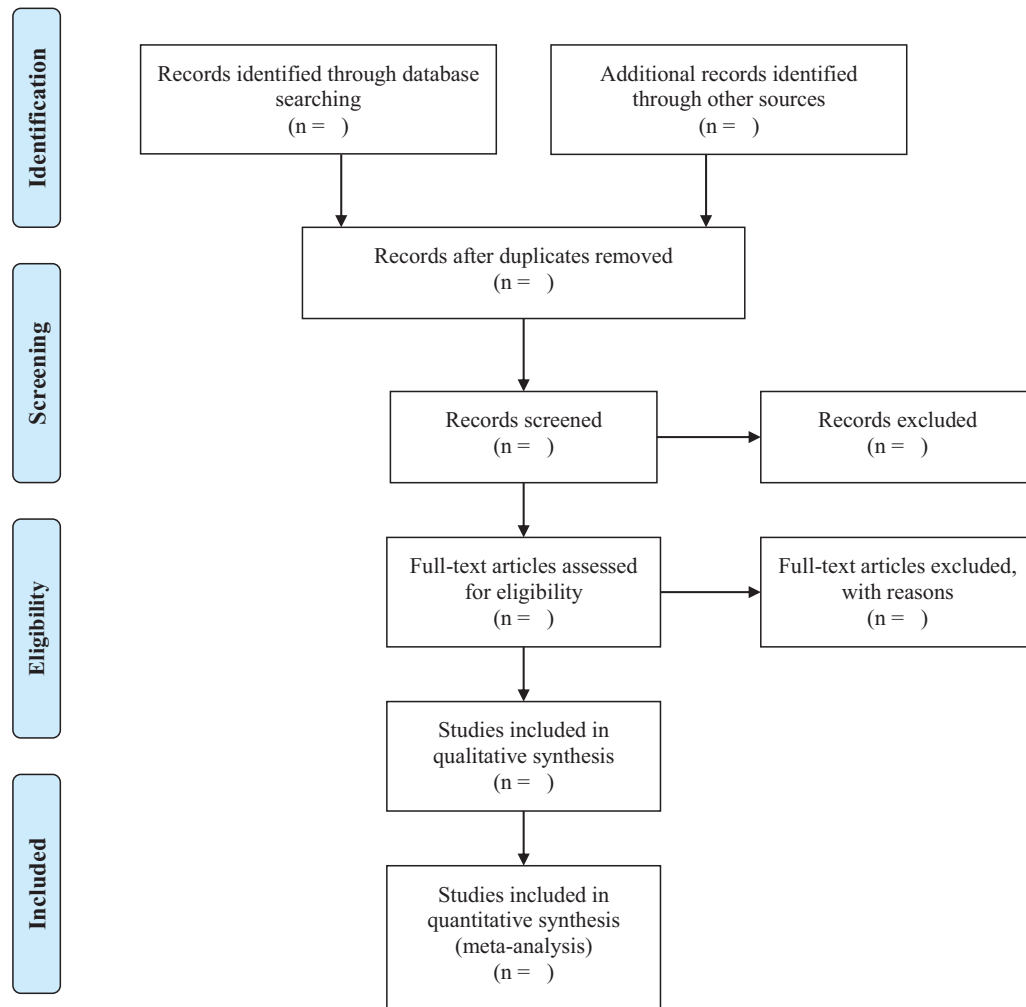 Identification
Records identified through database
searching
(n =   )
Additional records identified
through other sources
(n =   )
Records after duplicates removed
(n =   )
Screening
Records screened
(n =   )
Records excluded
(n =   )
Eligibility
Full-text articles assessed
for eligibility
(n =   )
Full-text articles excluded,
with reasons
(n =   )
Studies included in
qualitative synthesis
(n =   )
Included
Studies included in
quantitative synthesis
(meta-analysis)
(n =   )